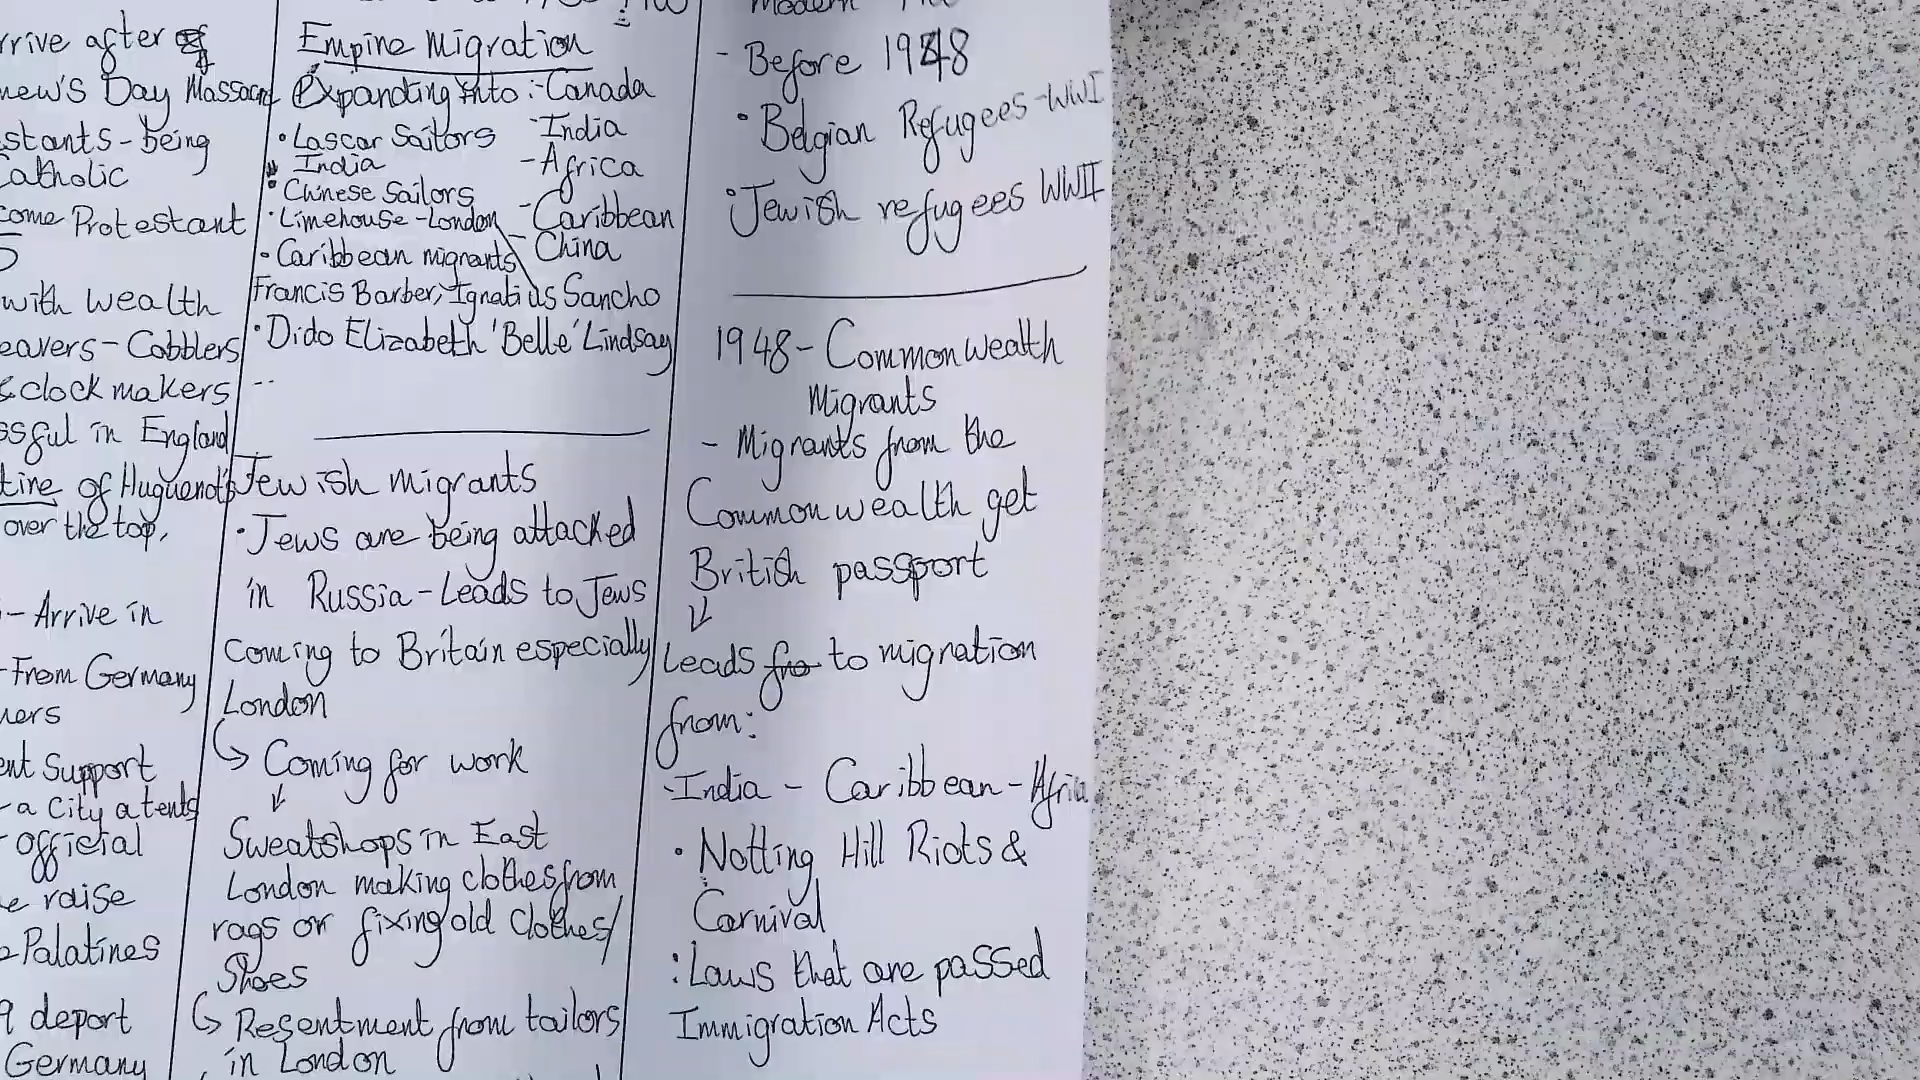 rrive after
new's Day Massacre
stants - being
Catholic
come Protestant
with wealth
eavers - Cobblers
& clock makers
ssful in England
tire of Huguenots
over the top,
- Arrive in
- From Germany
ners
ent Support
- a City a tents
official
e raise
Palatines
9 deport
Germany
Empire Migration
Expanding into : - Canada
- India
- Africa
- Caribbean
- China
• Lascar Sailors
India
• Chinese Sailors
• Limehouse - London
• Caribbean migrants
Francis Barber, Ignatius Sancho
• Dido Elizabeth 'Belle' Lindsay
Jewish migrants
• Jews are being attacked
in Russia - Leads to Jews
coming to Britain especially
London
↳ Coming for work
↓
Sweatshops in East
London making clothes from
rags or fixing old clothes/
Shoes
↳ Resentment from tailors
in London
Modern
- Before 1948
• Belgian Refugees - WWI
• Jewish refugees WWII
1948 - Commonwealth
Migrants
- Migrants from the
Commonwealth get
British passport
↓
Leads fro to migration
from:
- India - Caribbean - Africa
• Notting Hill Riots &
Carnival
: Laws that are passed
Immigration Acts